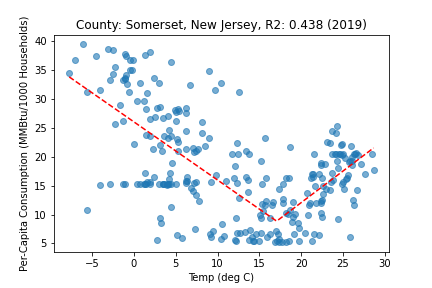 County: Somerset, New Jersey, R2: 0.438 (2019)
Per-Capita Consumption (MMBtu/1000 Households)
40
35
30
25
20
15
10
5
−5 0 5 10 15 20 25 30
Temp (deg C)